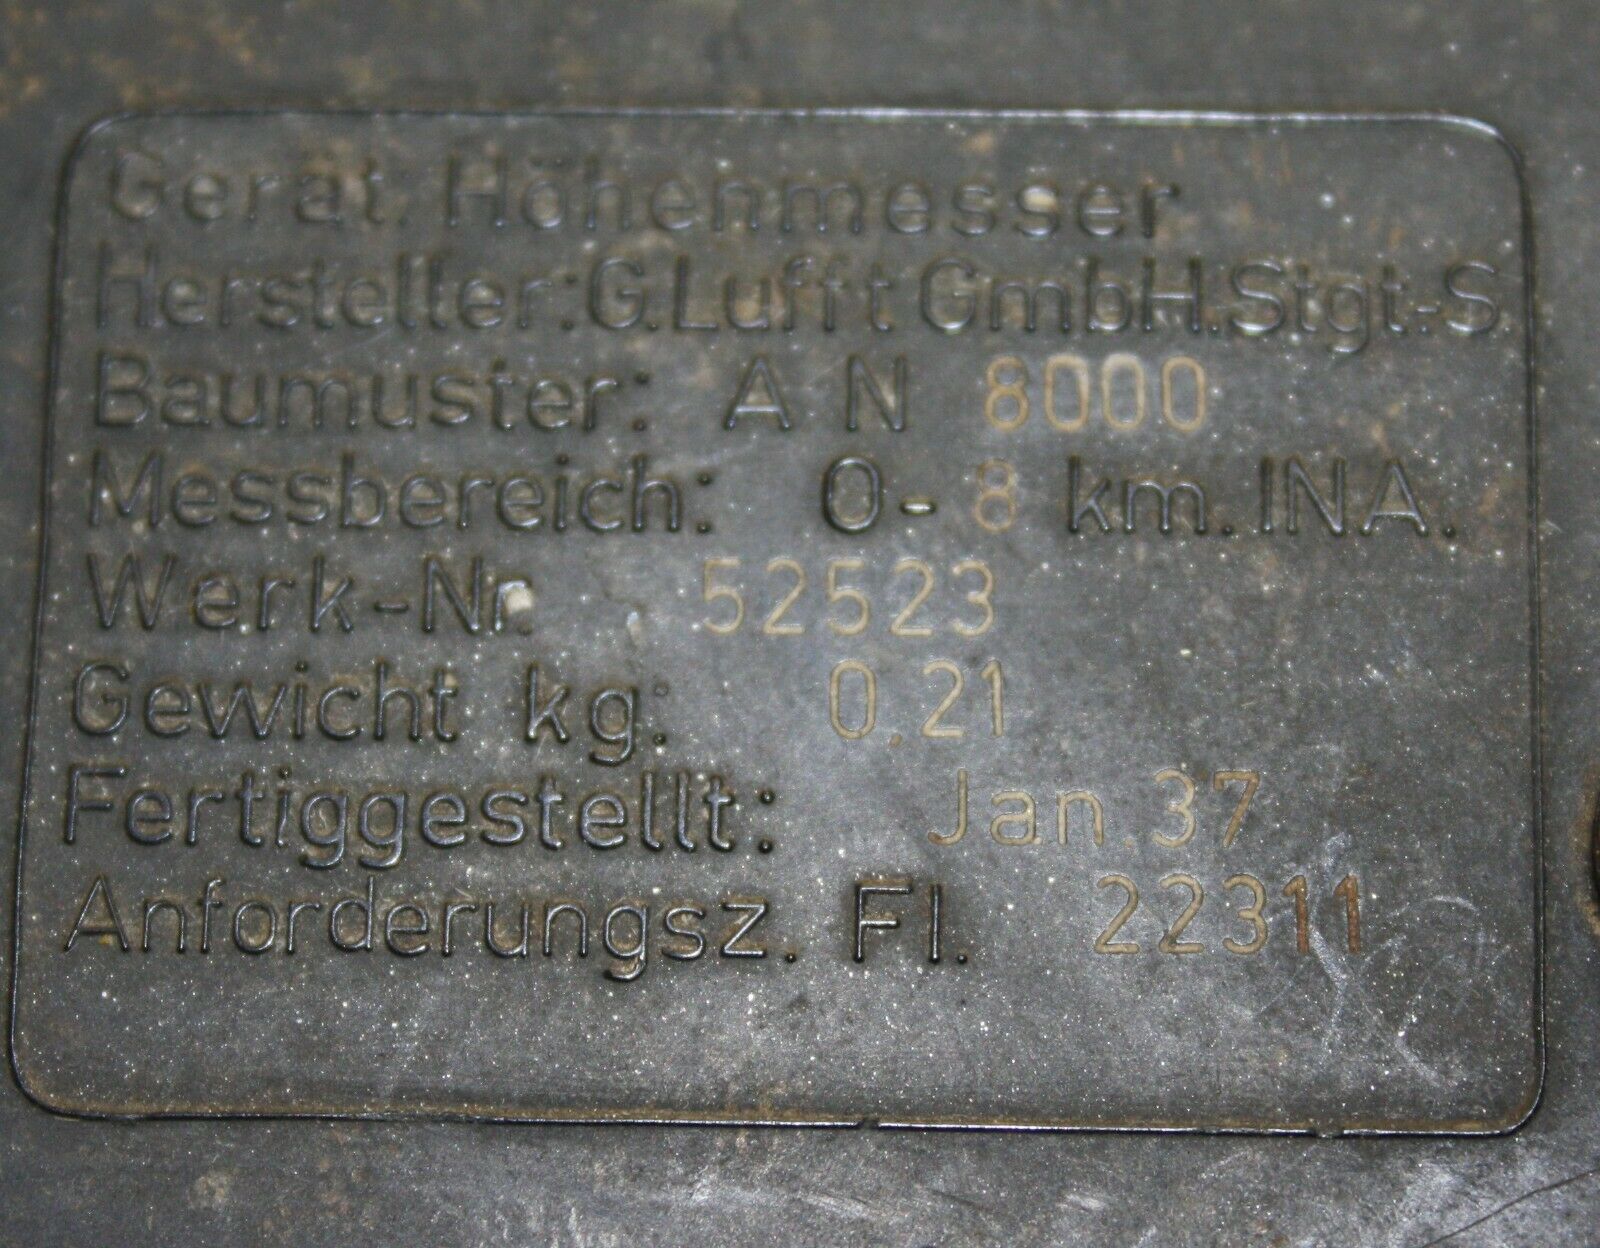 Gerät. Höhenmesser
Hersteller: G. Lufft GmbH. Stgt.-S.
Baumuster: A N 8000
Messbereich: 0 - 8 km. INA.
Werk-Nr. 52523
Gewicht kg: 0,21
Fertiggestellt: Jan. 37
Anforderungsz. Fl. 22311